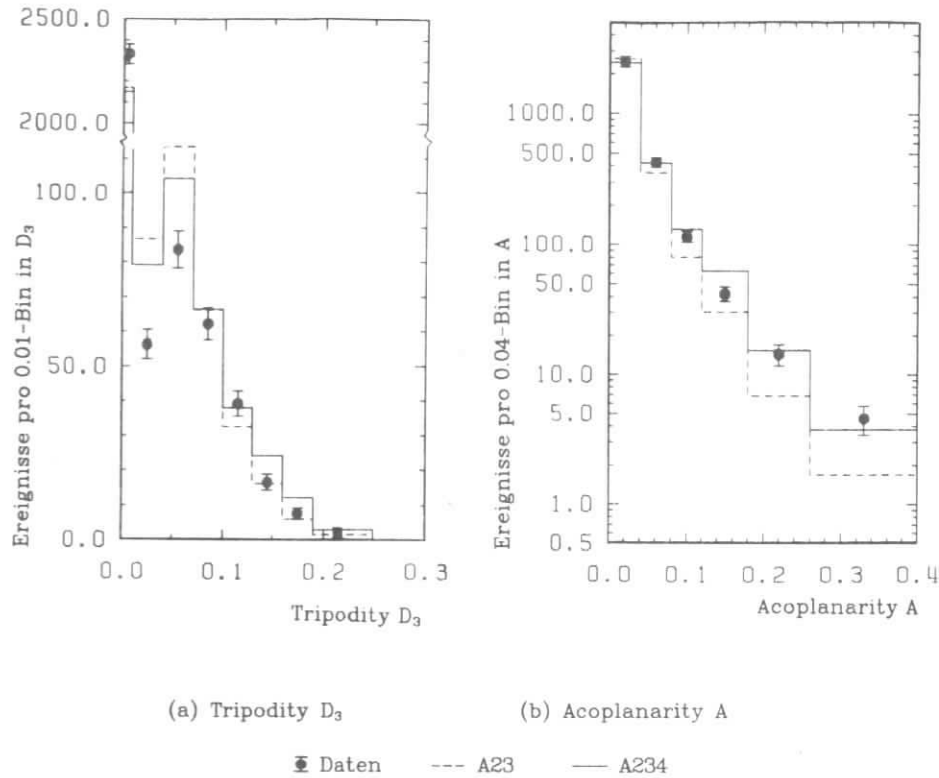 Ereignisse pro 0.01-Bin in D₃
2500.0
2000.0
100.0
50.0
0.0
0.0 0.1 0.2 0.3
Tripodity D₃
Ereignisse pro 0.04-Bin in A
1000.0
500.0
100.0
50.0
10.0
5.0
1.0
0.5
0.0 0.1 0.2 0.3 0.4
Acoplanarity A
(a) Tripodity D₃
(b) Acoplanarity A
Daten A23 A234